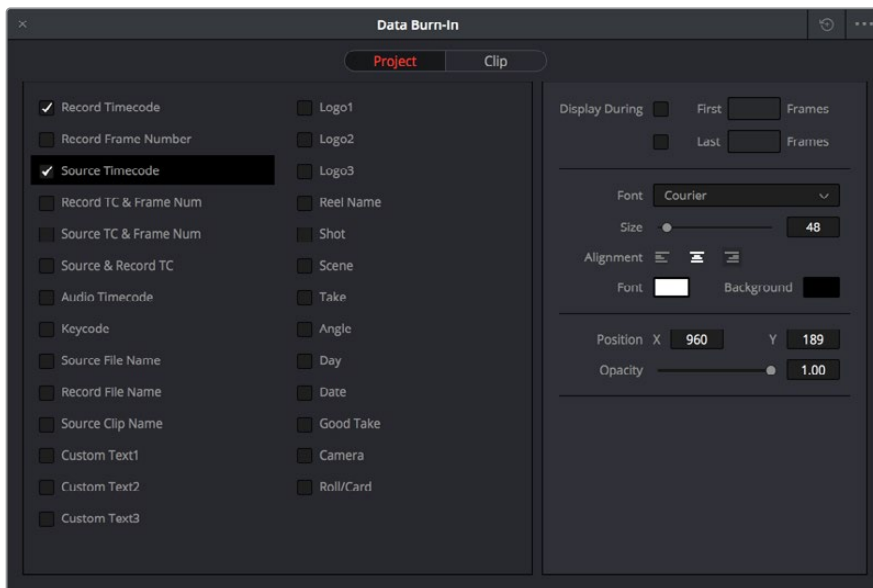 Data Burn-In
Project Clip
Record Timecode
Record Frame Number
Source Timecode
Record TC & Frame Num
Source TC & Frame Num
Source & Record TC
Audio Timecode
Keycode
Source File Name
Record File Name
Source Clip Name
Custom Text1
Custom Text2
Custom Text3
Logo1
Logo2
Logo3
Reel Name
Shot
Scene
Take
Angle
Day
Date
Good Take
Camera
Roll/Card
Display During First Frames
Last Frames
Font Courier
Size 48
Alignment
Font Background
Position X 960 Y 189
Opacity 1.00